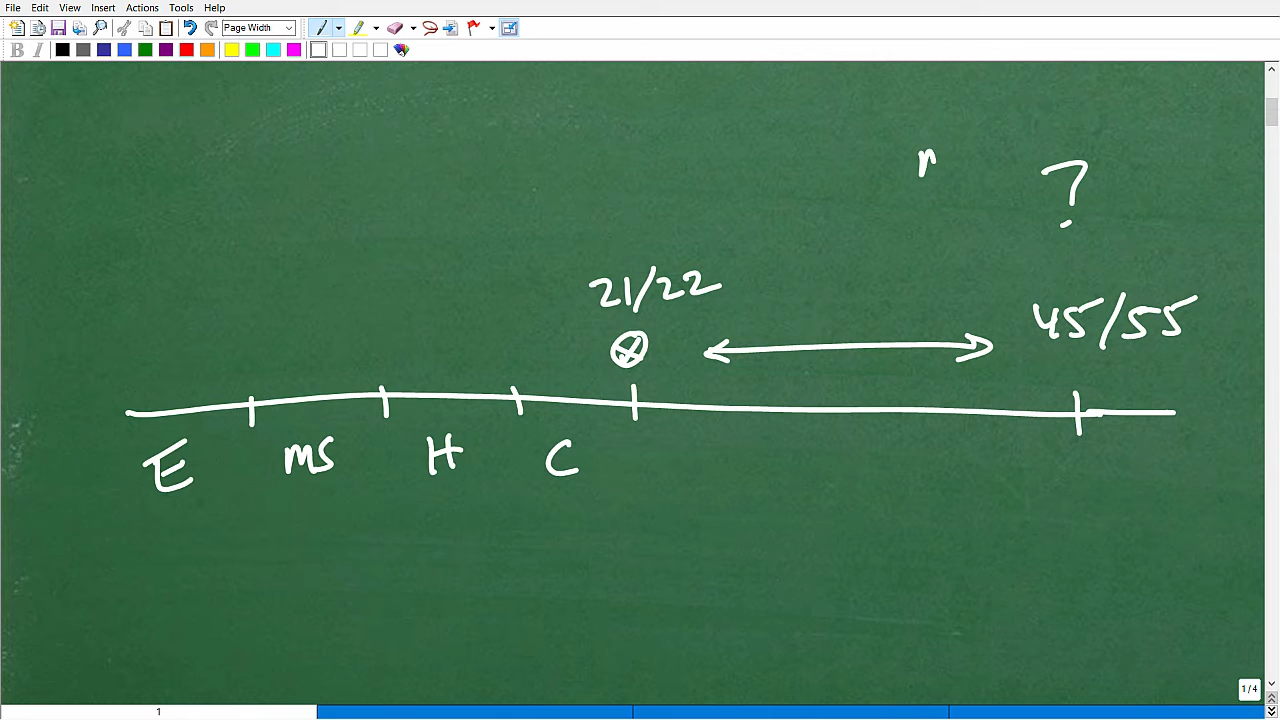 File Edit View Insert Actions Tools Help
Page Width
B I
n ?
21/22
45/55
E MS H C
1/4
1